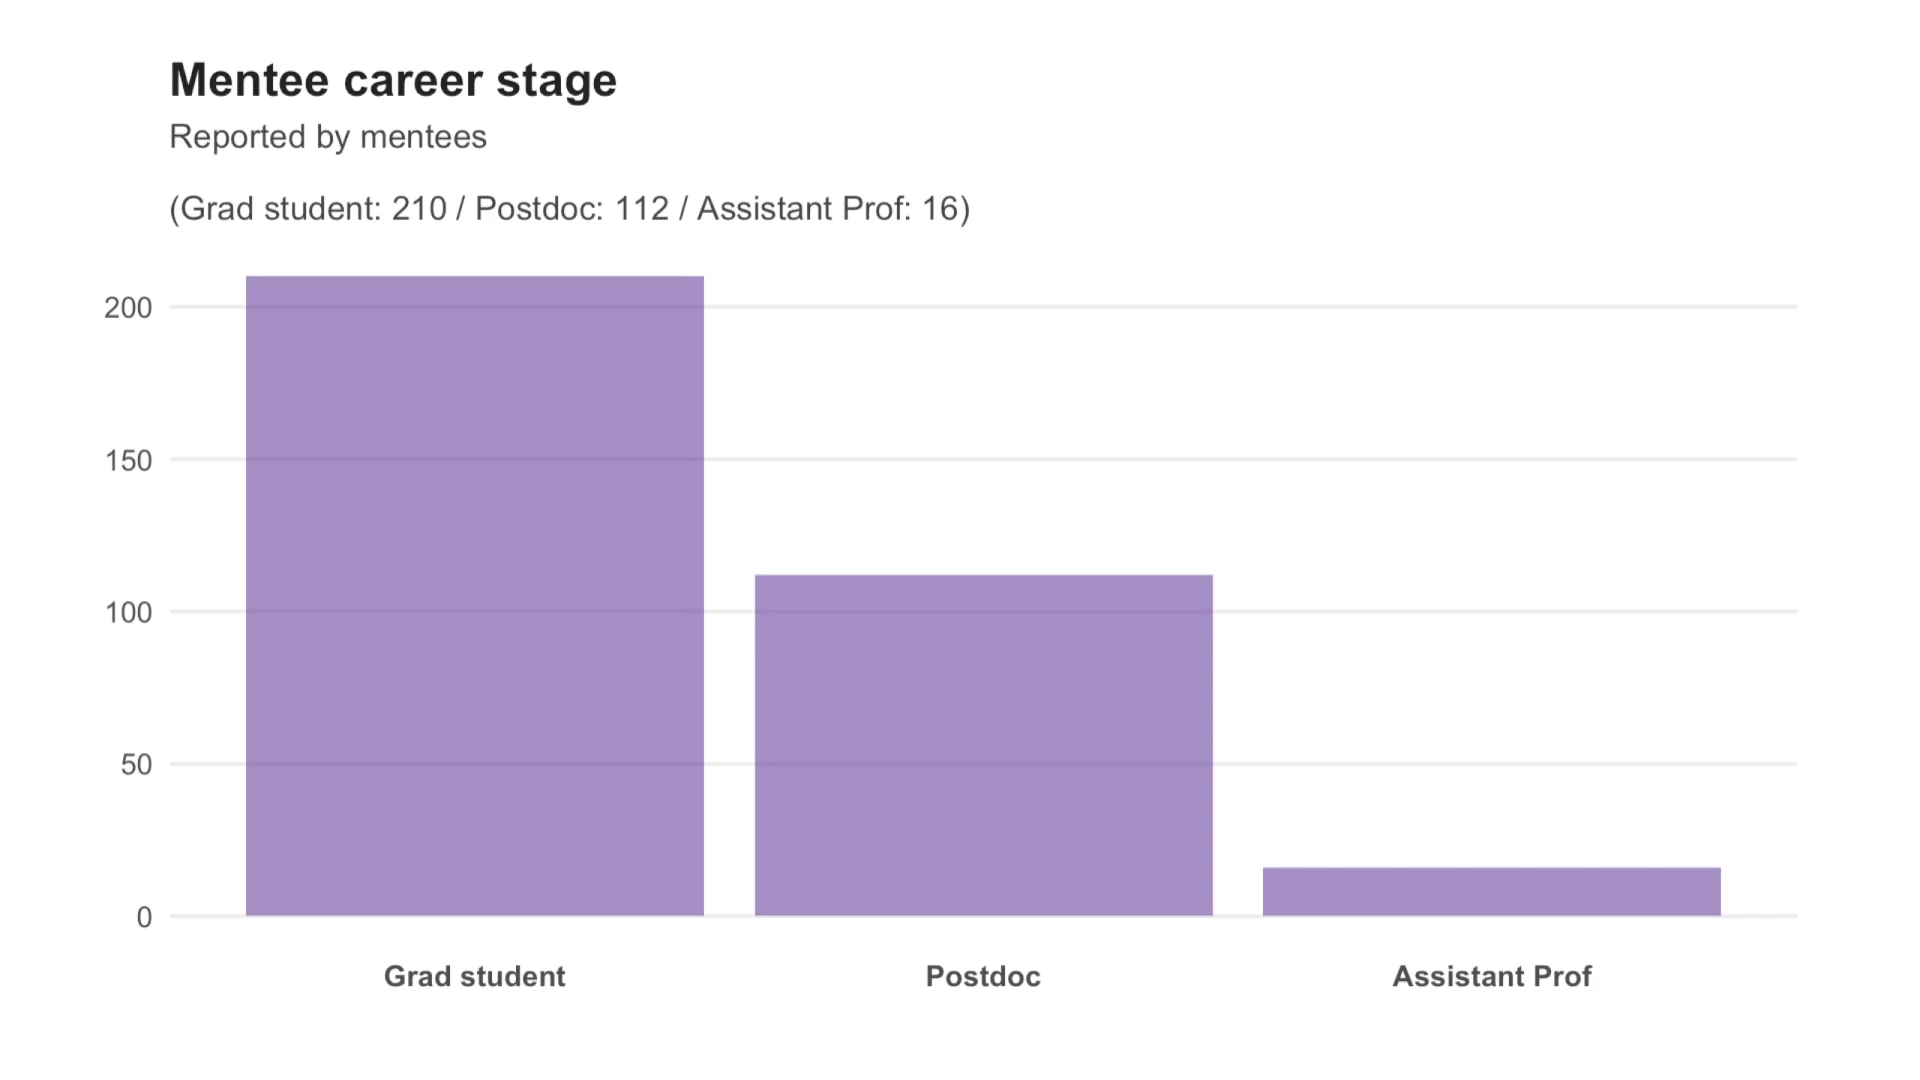 Mentee career stage
Reported by mentees
(Grad student: 210 / Postdoc: 112 / Assistant Prof: 16)
200
150
100
50
0
Grad student
Postdoc
Assistant Prof